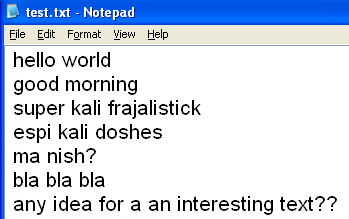 test.txt - Notepad
File Edit Format View Help
hello world
good morning
super kali frajalistick
espi kali doshes
ma nish?
bla bla bla
any idea for a an interesting text??